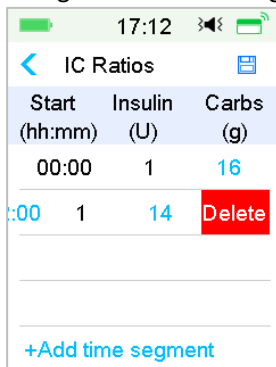 17:12
IC Ratios
Start Insulin Carbs
(hh:mm) (U) (g)
00:00 1 16
:00 1 14 Delete
+Add time segment